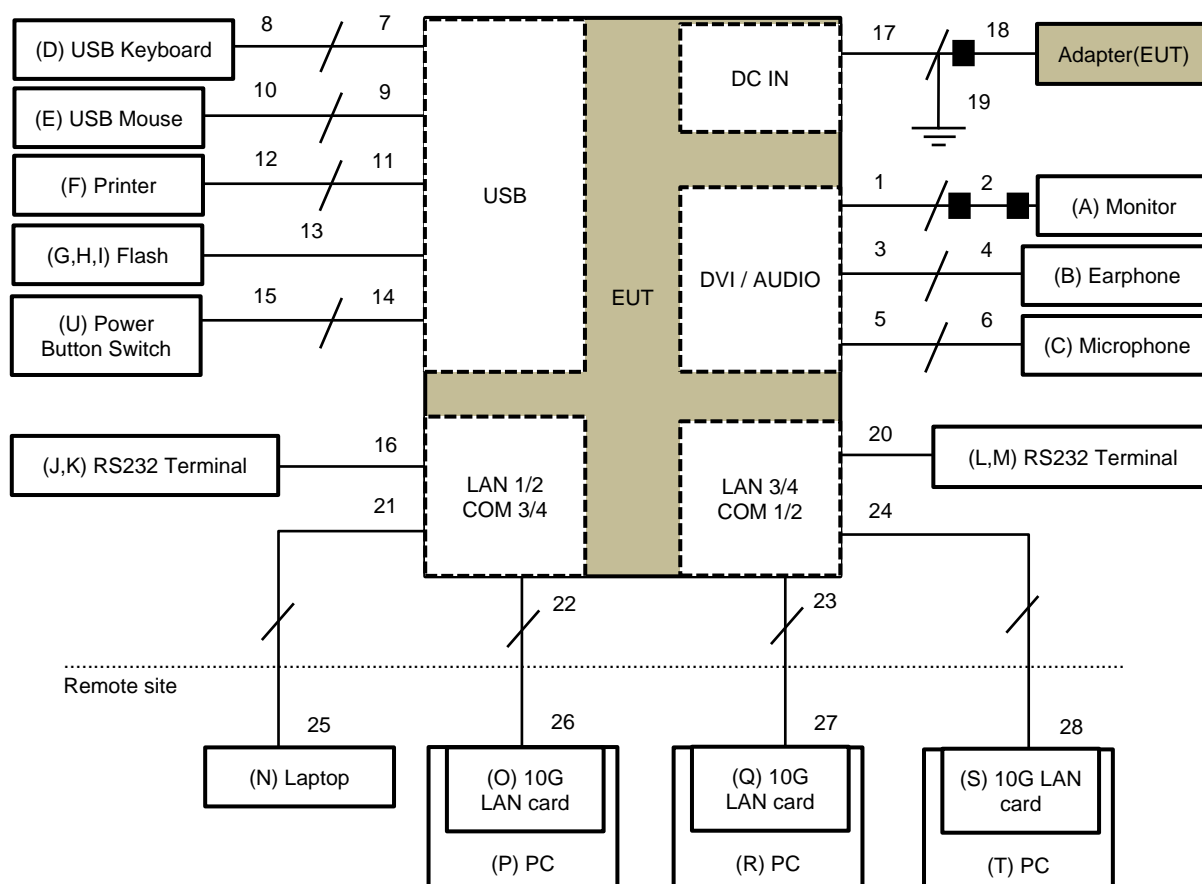 8
7
17
18
(D) USB Keyboard
DC IN
Adapter(EUT)
10
9
19
(E) USB Mouse
12
11
1
2
(F) Printer
USB
(A) Monitor
13
3
4
(G,H,I) Flash
EUT
DVI / AUDIO
(B) Earphone
15
14
5
6
(U) Power
Button Switch
(C) Microphone
16
20
(J,K) RS232 Terminal
(L,M) RS232 Terminal
LAN 1/2
COM 3/4
LAN 3/4
COM 1/2
21
24
22
23
Remote site
25
26
27
28
(N) Laptop
(O) 10G
LAN card
(Q) 10G
LAN card
(S) 10G LAN
card
(P) PC
(R) PC
(T) PC